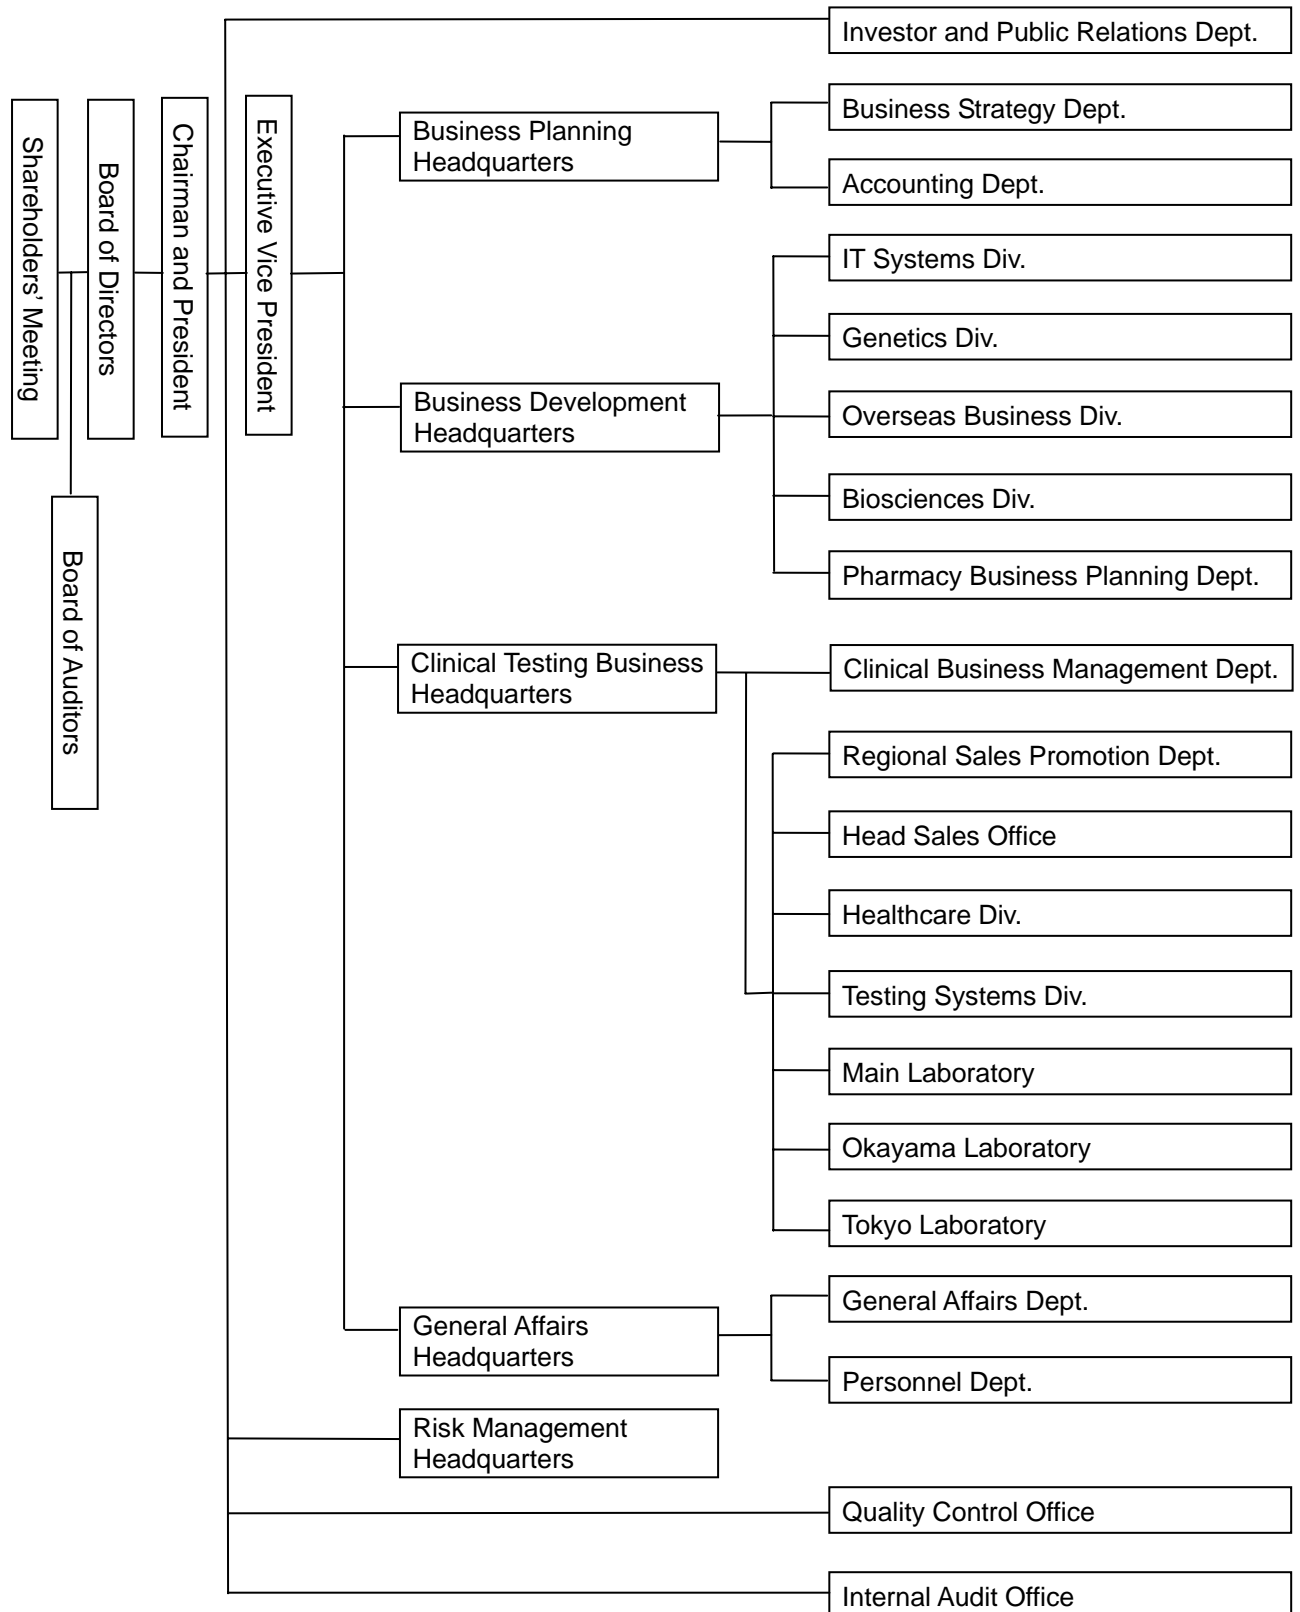 Shareholders’ Meeting
Board of Directors
Board of Auditors
Chairman and President
Executive Vice President
Investor and Public Relations Dept.
Business Planning
Headquarters
Business Strategy Dept.
Accounting Dept.
Business Development
Headquarters
IT Systems Div.
Genetics Div.
Overseas Business Div.
Biosciences Div.
Pharmacy Business Planning Dept.
Clinical Testing Business
Headquarters
Clinical Business Management Dept.
Regional Sales Promotion Dept.
Head Sales Office
Healthcare Div.
Testing Systems Div.
Main Laboratory
Okayama Laboratory
Tokyo Laboratory
General Affairs
Headquarters
General Affairs Dept.
Personnel Dept.
Risk Management
Headquarters
Quality Control Office
Internal Audit Office